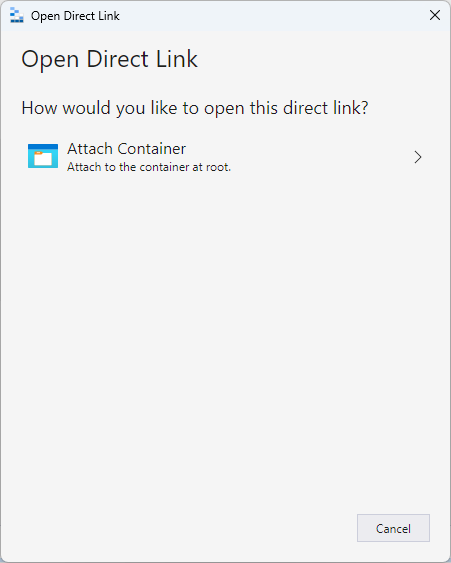 Open Direct Link
Open Direct Link
How would you like to open this direct link?
Attach Container
Attach to the container at root.
Cancel